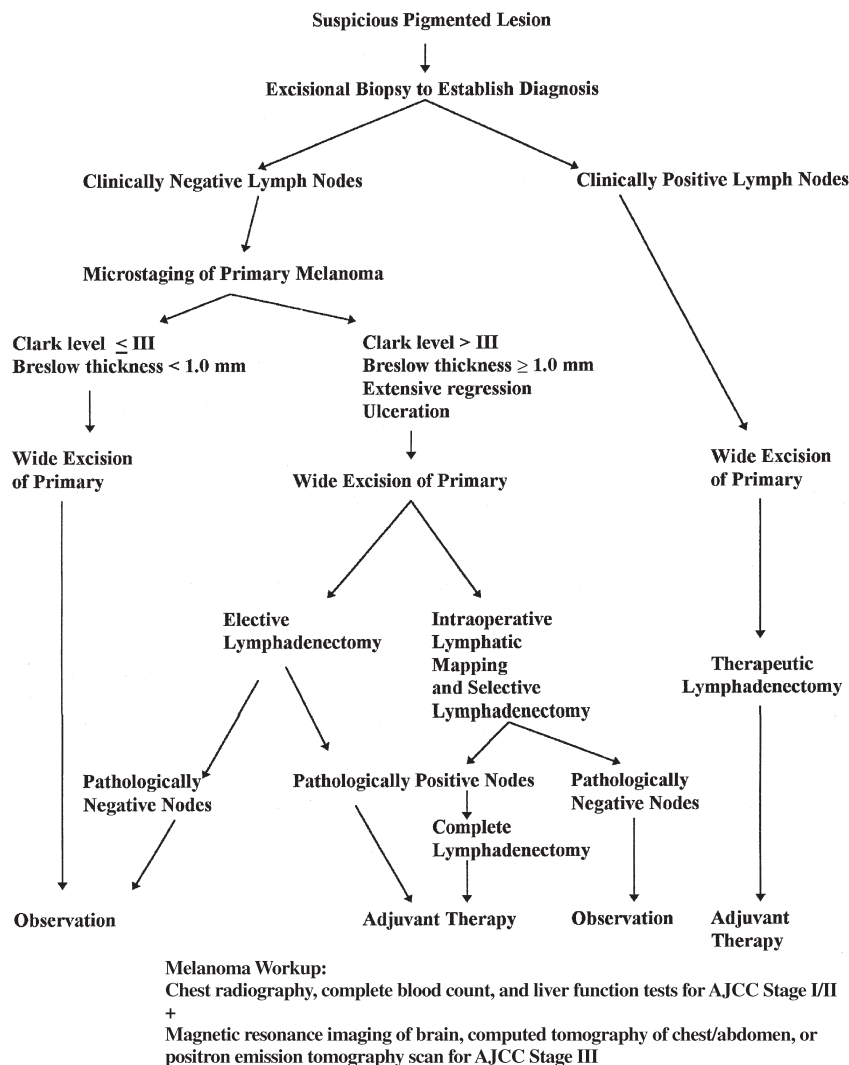 Suspicious Pigmented Lesion
Excisional Biopsy to Establish Diagnosis
Clinically Negative Lymph Nodes
Clinically Positive Lymph Nodes
Microstaging of Primary Melanoma
Clark level ≤ III
Breslow thickness < 1.0 mm
Clark level > III
Breslow thickness ≥ 1.0 mm
Extensive regression
Ulceration
Wide Excision
of Primary
Wide Excision of Primary
Wide Excision
of Primary
Elective
Lymphadenectomy
Intraoperative
Lymphatic
Mapping
and Selective
Lymphadenectomy
Therapeutic
Lymphadenectomy
Pathologically
Negative Nodes
Pathologically Positive Nodes
Pathologically
Negative Nodes
Complete
Lymphadenectomy
Observation
Adjuvant Therapy
Observation
Adjuvant
Therapy
Melanoma Workup:
Chest radiography, complete blood count, and liver function tests for AJCC Stage I/II
+
Magnetic resonance imaging of brain, computed tomography of chest/abdomen, or
positron emission tomography scan for AJCC Stage III